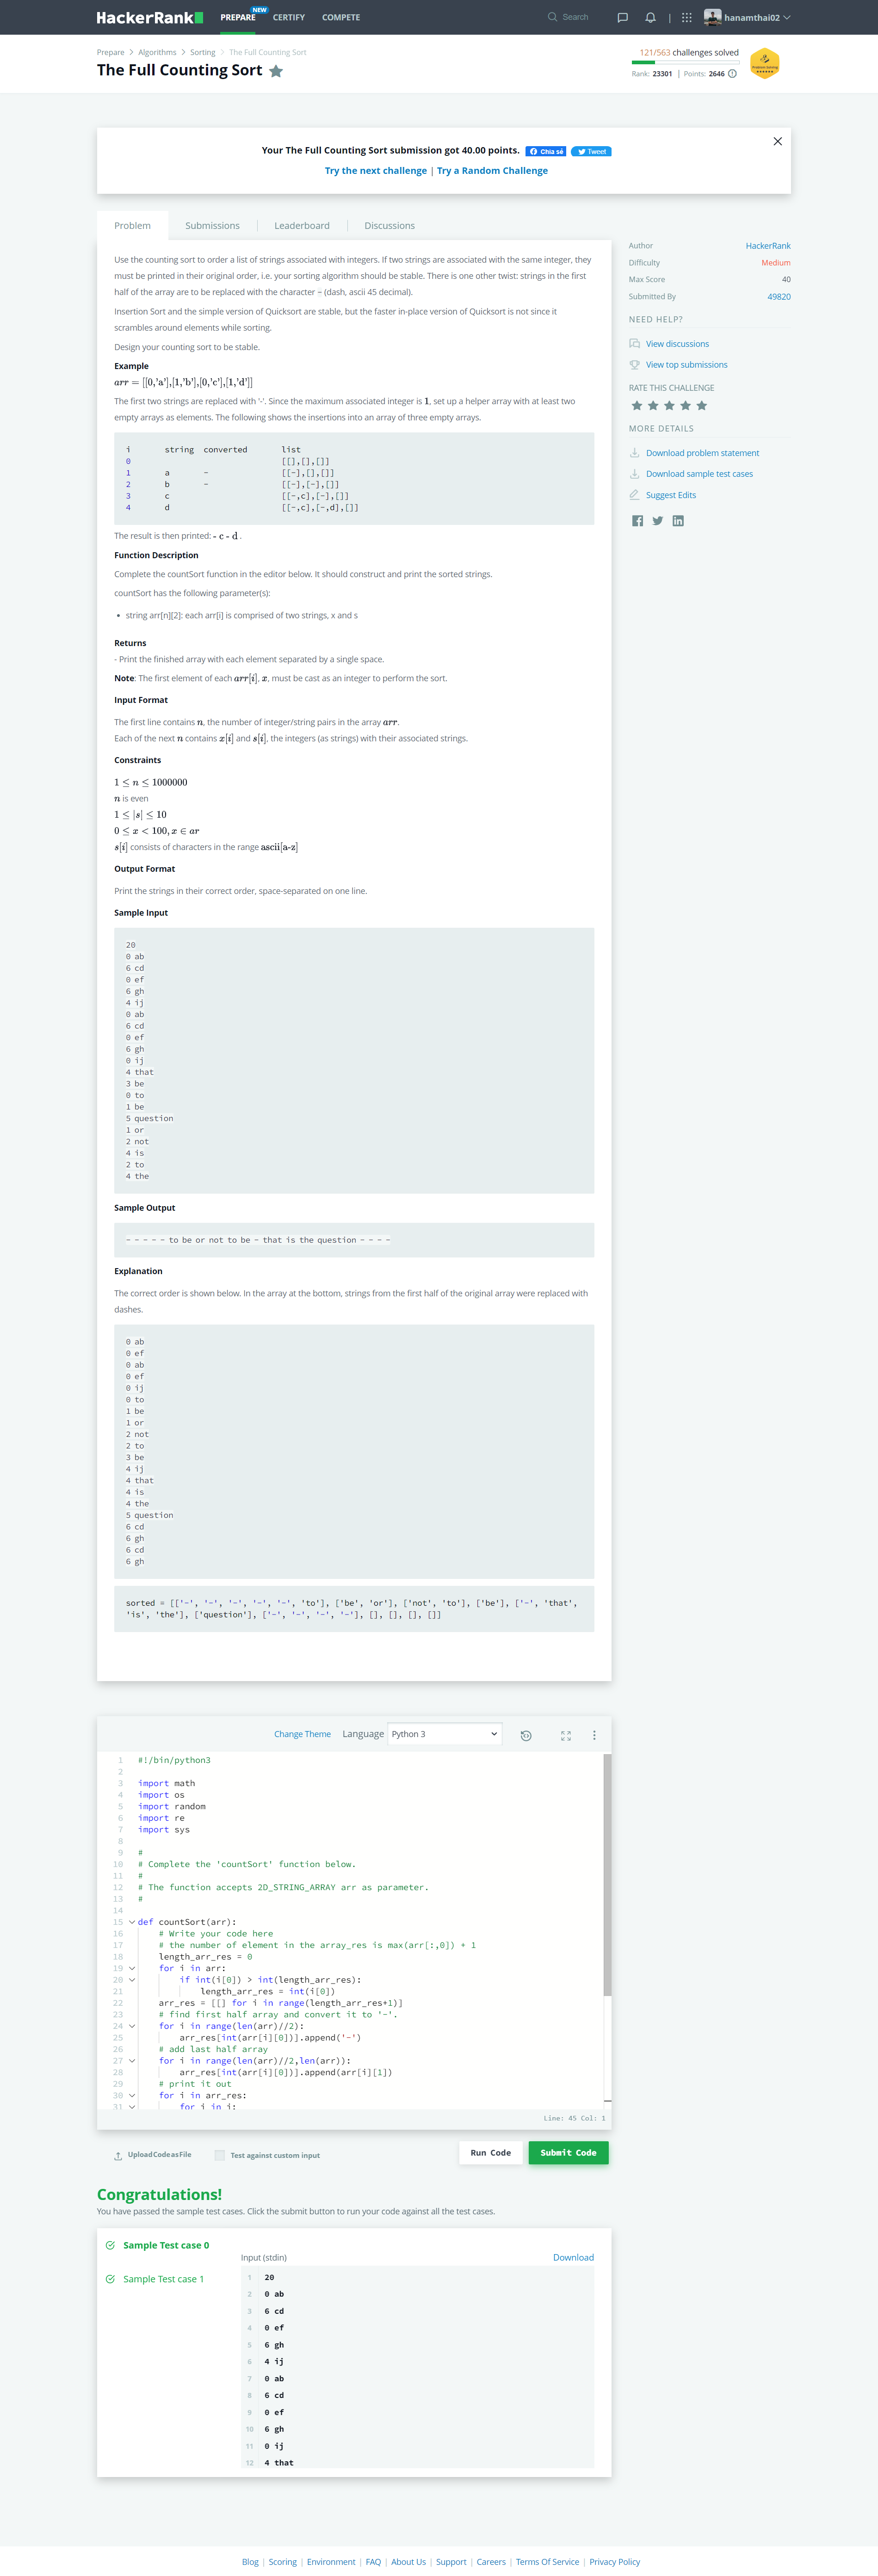 HackerRank
PREPARE NEW CERTIFY COMPETE Search hanamthai02
Prepare > Algorithms > Sorting > The Full Counting Sort
The Full Counting Sort
121/563 challenges solved
Rank: 23301 | Points: 2646
Problem Solving
Your The Full Counting Sort submission got 40.00 points. Chia sẻ Tweet
Try the next challenge | Try a Random Challenge
Problem Submissions Leaderboard Discussions
Use the counting sort to order a list of strings associated with integers. If two strings are associated with the same integer, they
must be printed in their original order, i.e. your sorting algorithm should be stable. There is one other twist: strings in the first
half of the array are to be replaced with the character - (dash, ascii 45 decimal).
Insertion Sort and the simple version of Quicksort are stable, but the faster in-place version of Quicksort is not since it
scrambles around elements while sorting.
Design your counting sort to be stable.
Example
arr = [[0,'a'],[1,'b'],[0,'c'],[1,'d']]
The first two strings are replaced with '-'. Since the maximum associated integer is 1, set up a helper array with at least two
empty arrays as elements. The following shows the insertions into an array of three empty arrays.
i string converted list
0 [[],[],[]]
1 a - [[-],[],[]]
2 b - [[-],[-],[]]
3 c [[-,c],[-],[]]
4 d [[-,c],[-,d],[]]
The result is then printed: - c - d .
Function Description
Complete the countSort function in the editor below. It should construct and print the sorted strings.
countSort has the following parameter(s):
• string arr[n][2]: each arr[i] is comprised of two strings, x and s
Returns
- Print the finished array with each element separated by a single space.
Note: The first element of each arr[i], x, must be cast as an integer to perform the sort.
Input Format
The first line contains n, the number of integer/string pairs in the array arr.
Each of the next n contains x[i] and s[i], the integers (as strings) with their associated strings.
Constraints
1 ≤ n ≤ 1000000
n is even
1 ≤ |s| ≤ 10
0 ≤ x < 100, x ∈ ar
s[i] consists of characters in the range ascii[a-z]
Output Format
Print the strings in their correct order, space-separated on one line.
Sample Input
20
0 ab
6 cd
0 ef
6 gh
4 ij
0 ab
6 cd
0 ef
6 gh
0 ij
4 that
3 be
0 to
1 be
5 question
1 or
2 not
4 is
2 to
4 the
Sample Output
- - - - - to be or not to be - that is the question - - - -
Explanation
The correct order is shown below. In the array at the bottom, strings from the first half of the original array were replaced with
dashes.
0 ab
0 ef
0 ab
0 ef
0 ij
0 to
1 be
1 or
2 not
2 to
3 be
4 ij
4 that
4 is
4 the
5 question
6 cd
6 gh
6 cd
6 gh
sorted = [['-', '-', '-', '-', '-', 'to'], ['be', 'or'], ['not', 'to'], ['be'], ['-', 'that',
'is', 'the'], ['question'], ['-', '-', '-', '-'], [], [], [], []]
Author HackerRank
Difficulty Medium
Max Score 40
Submitted By 49820
NEED HELP?
View discussions
View top submissions
RATE THIS CHALLENGE
MORE DETAILS
Download problem statement
Download sample test cases
Suggest Edits
Change Theme Language Python 3
1 #!/bin/python3
2
3 import math
4 import os
5 import random
6 import re
7 import sys
8
9 #
10 # Complete the 'countSort' function below.
11 #
12 # The function accepts 2D_STRING_ARRAY arr as parameter.
13 #
14
15 def countSort(arr):
16 # Write your code here
17 # the number of element in the array_res is max(arr[:,0]) + 1
18 length_arr_res = 0
19 for i in arr:
20 if int(i[0]) > int(length_arr_res):
21 length_arr_res = int(i[0])
22 arr_res = [[] for i in range(length_arr_res+1)]
23 # find first half array and convert it to '-'.
24 for i in range(len(arr)//2):
25 arr_res[int(arr[i][0])].append('-')
26 # add last half array
27 for i in range(len(arr)//2,len(arr)):
28 arr_res[int(arr[i][0])].append(arr[i][1])
29 # print it out
30 for i in arr_res:
31 for j in i:
Line: 45 Col: 1
Upload Code as File Test against custom input Run Code Submit Code
Congratulations!
You have passed the sample test cases. Click the submit button to run your code against all the test cases.
Sample Test case 0
Sample Test case 1
Input (stdin) Download
1 20
2 0 ab
3 6 cd
4 0 ef
5 6 gh
6 4 ij
7 0 ab
8 6 cd
9 0 ef
10 6 gh
11 0 ij
12 4 that
Blog | Scoring | Environment | FAQ | About Us | Support | Careers | Terms Of Service | Privacy Policy